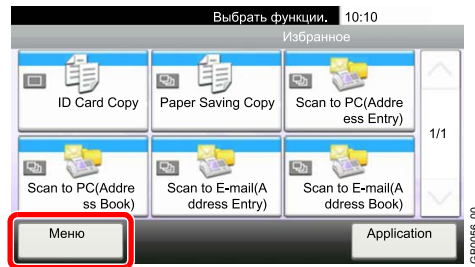 Выбрать функции. 10:10
Избранное
ID Card Copy
Paper Saving Copy
Scan to PC(Addre
ess Entry)
1/1
Scan to PC(Addre
ss Book)
Scan to E-mail(A
ddress Entry)
Scan to E-mail(A
ddress Book)
Меню
Application
GB0056_00